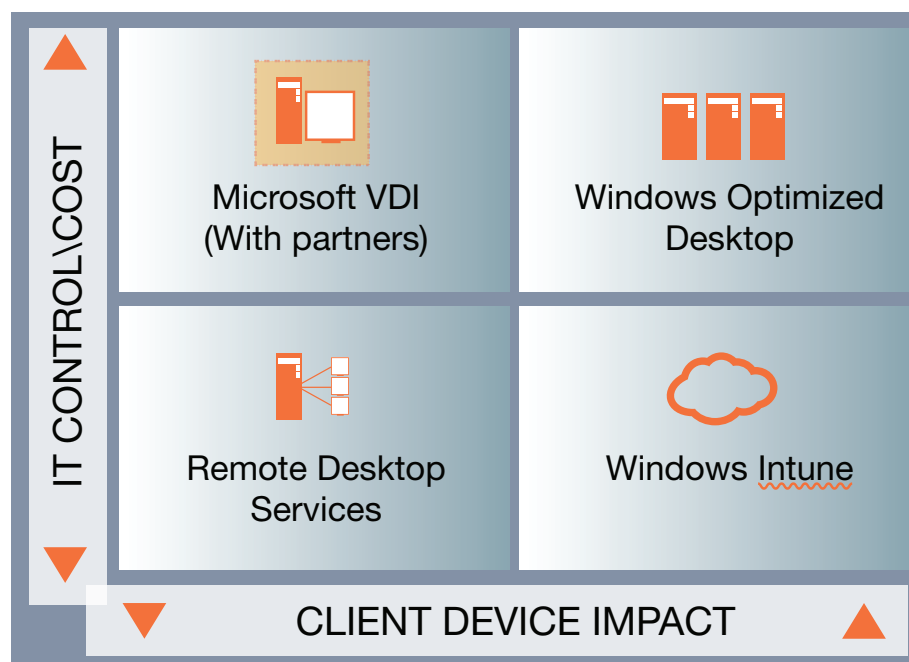 IT CONTROL\COST
Microsoft VDI
(With partners)
Windows Optimized
Desktop
Remote Desktop
Services
Windows Intune
CLIENT DEVICE IMPACT